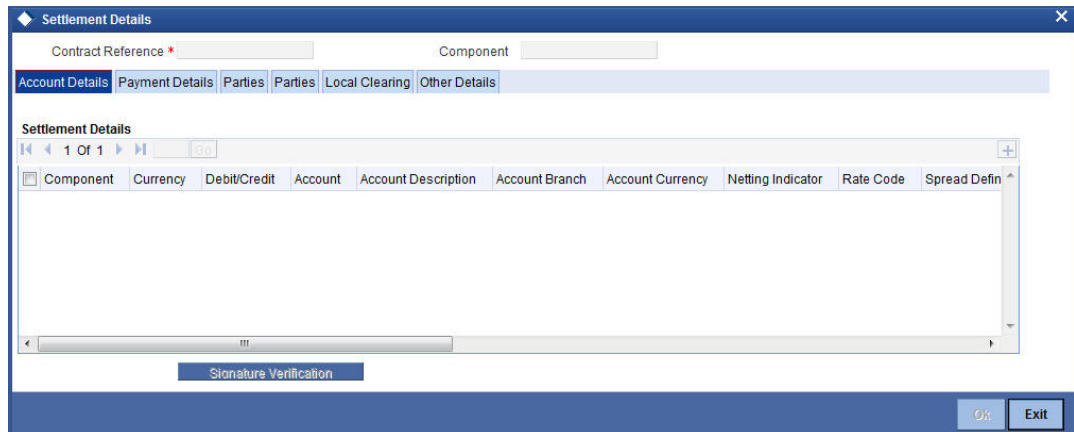 Settlement Details
Contract Reference *
Component
Account Details Payment Details Parties Parties Local Clearing Other Details
Settlement Details
1 Of 1 Go
Component Currency Debit/Credit Account Account Description Account Branch Account Currency Netting Indicator Rate Code Spread Defin
Signature Verification
Ok Exit